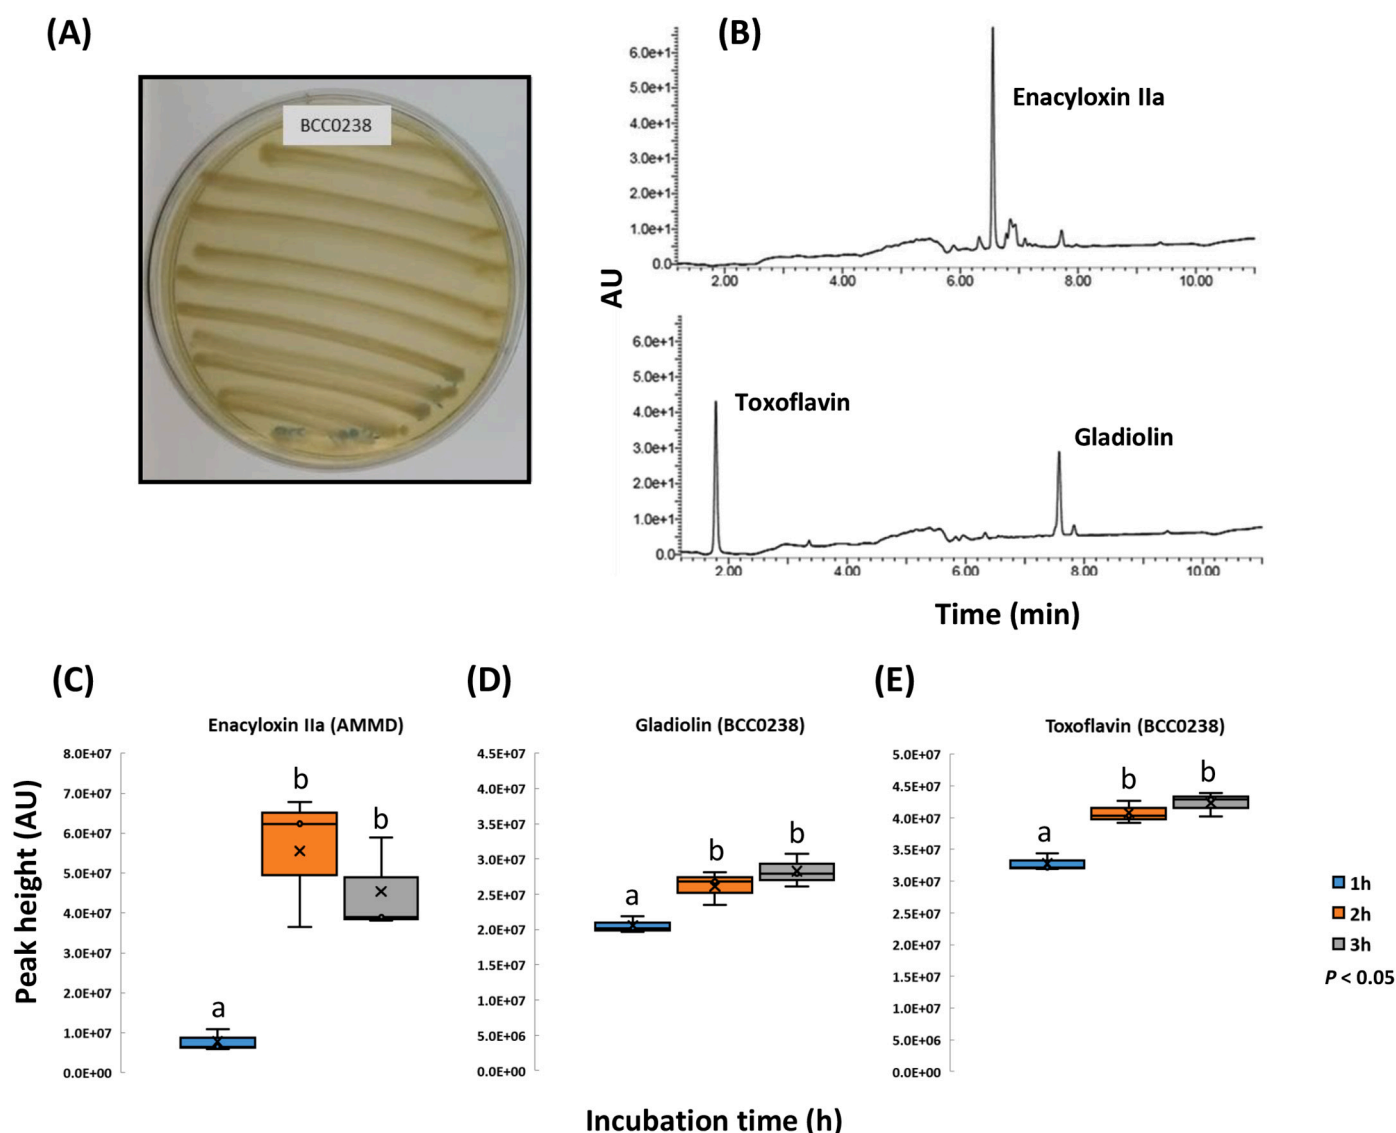 (A)
BCC0238
(B)
AU
6.0e+1
5.0e+1
4.0e+1
3.0e+1
2.0e+1
1.0e+1
0.0
Enacyloxin IIa
2.00 4.00 6.00 8.00 10.00
6.0e+1
5.0e+1
4.0e+1
3.0e+1
2.0e+1
1.0e+1
0.0
Toxoflavin
Gladiolin
2.00 4.00 6.00 8.00 10.00
Time (min)
(C)
Enacyloxin IIa (AMMD)
Peak height (AU)
8.0E+07
7.0E+07
6.0E+07
5.0E+07
4.0E+07
3.0E+07
2.0E+07
1.0E+07
0.0E+00
a
b
b
(D)
Gladiolin (BCC0238)
4.5E+07
4.0E+07
3.5E+07
3.0E+07
2.5E+07
2.0E+07
1.5E+07
1.0E+07
5.0E+06
0.0E+00
a
b
b
(E)
Toxoflavin (BCC0238)
5.0E+07
4.5E+07
4.0E+07
3.5E+07
3.0E+07
2.5E+07
2.0E+07
1.5E+07
1.0E+07
5.0E+06
0.0E+00
a
b
b
1h
2h
3h
P < 0.05
Incubation time (h)